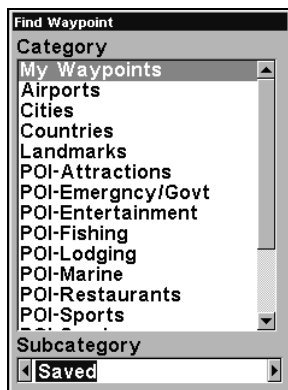 Find Waypoint
Category
My Waypoints
Airports
Cities
Countries
Landmarks
POI-Attractions
POI-Emergncy/Govt
POI-Entertainment
POI-Fishing
POI-Lodging
POI-Marine
POI-Restaurants
POI-Sports
Subcategory
Saved